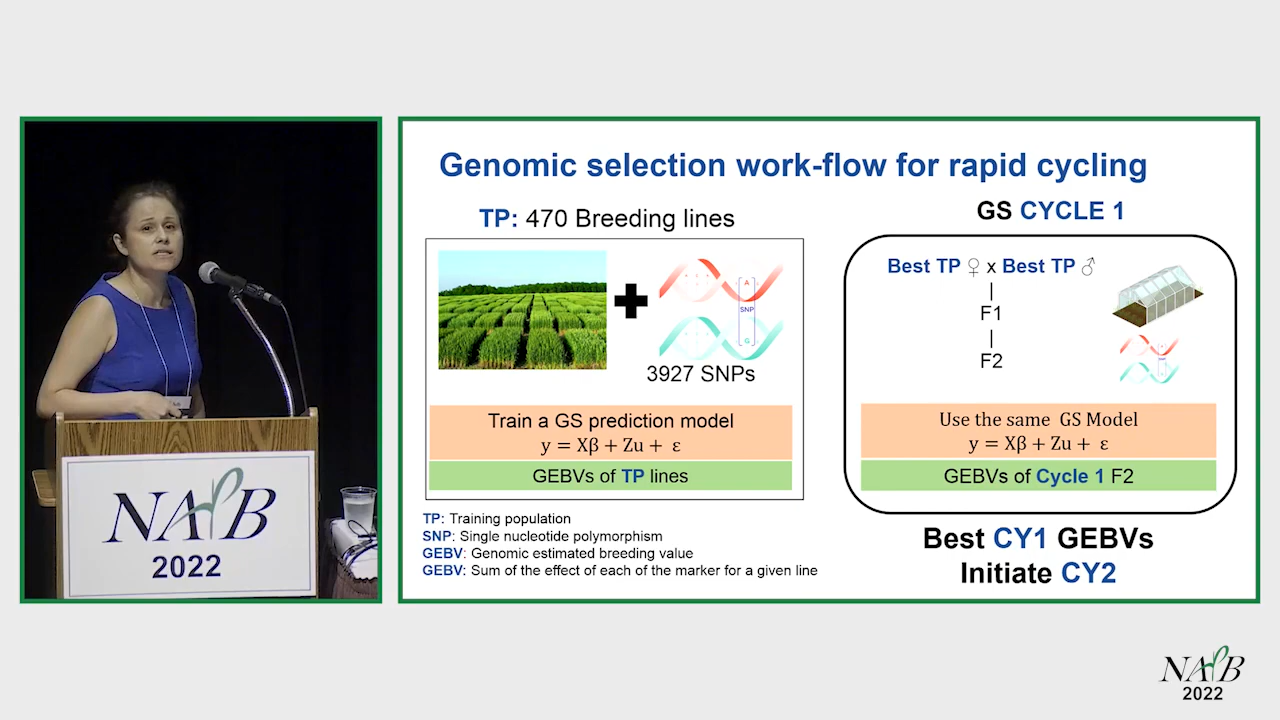 NAPB
2022
Genomic selection work-flow for rapid cycling
TP: 470 Breeding lines
A
SNP
G
3927 SNPs
Train a GS prediction model
y = Xβ + Zu + ε
GEBVs of TP lines
TP: Training population
SNP: Single nucleotide polymorphism
GEBV: Genomic estimated breeding value
GEBV: Sum of the effect of each of the marker for a given line
GS CYCLE 1
Best TP ♀ x Best TP ♂
F1
F2
Use the same GS Model
y = Xβ + Zu + ε
GEBVs of Cycle 1 F2
Best CY1 GEBVs
Initiate CY2
NAPB
2022